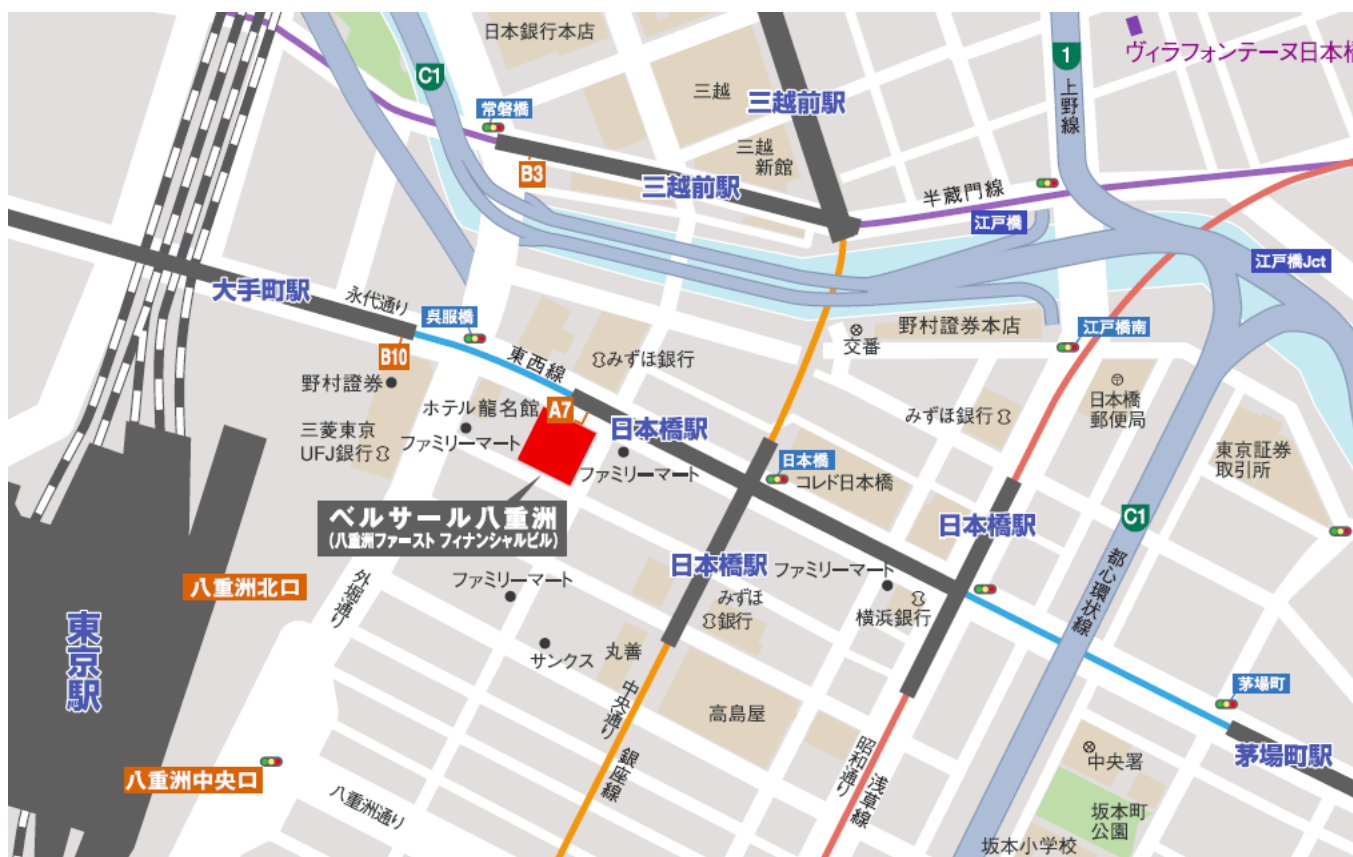 日本銀行本店
C1
1
ヴィラフォンテーヌ日本橋
上野線
三越
三越前駅
常磐橋
三越
新館
B3
三越前駅
半蔵門線
江戸橋
江戸橋Jct
大手町駅
永代通り
呉服橋
野村證券本店
交番
江戸橋南
B10
東西線
みずほ銀行
野村證券
ホテル龍名館
A7
日本橋駅
みずほ銀行
日本橋
郵便局
三菱東京
UFJ銀行
ファミリーマート
ファミリーマート
日本橋
コレド日本橋
東京証券
取引所
ベルサール八重洲
(八重洲ファースト フィナンシャルビル)
日本橋駅
C1
八重洲北口
外堀通り
ファミリーマート
日本橋駅
ファミリーマート
都心環状線
みずほ
銀行
横浜銀行
東京駅
サンクス
丸善
中央通り
銀座線
高島屋
茅場町
昭和通り
浅草線
茅場町駅
中央署
八重洲中央口
八重洲通り
坂本町
公園
坂本小学校